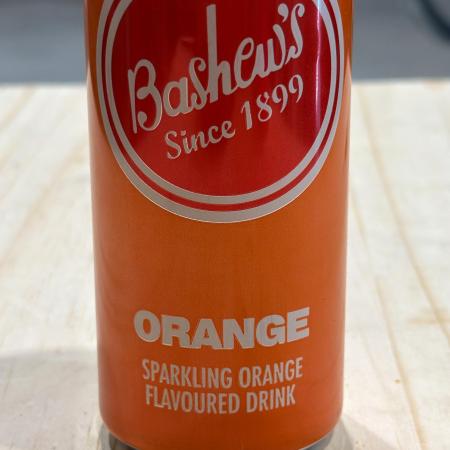 Bashew's
Since 1899
ORANGE
SPARKLING ORANGE
FLAVOURED DRINK